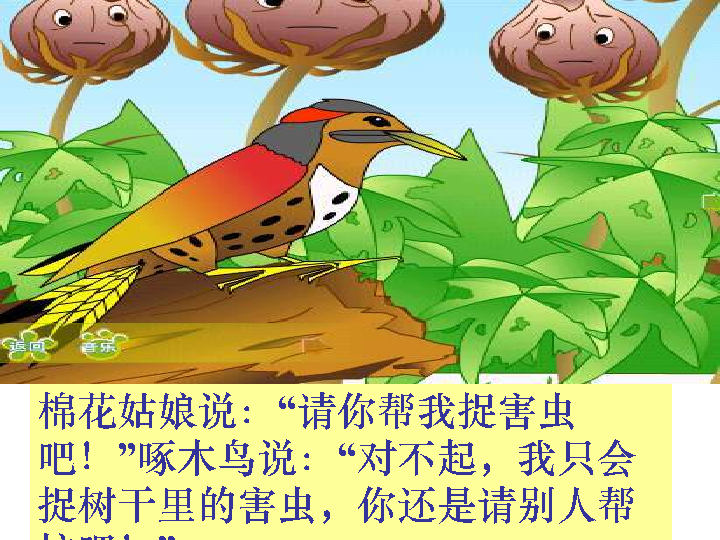 返回 音乐
棉花姑娘说：“请你帮我捉害虫
吧！”啄木鸟说：“对不起，我只会
捉树干里的害虫，你还是请别人帮